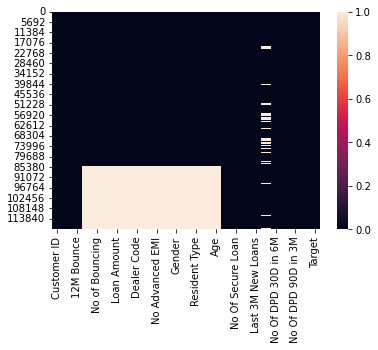 0
5692
11384
17076
22768
28460
34152
39844
45536
51228
56920
62612
68304
73996
79688
85380
91072
96764
102456
108148
113840
Customer ID
12M Bounce
No of Bouncing
Loan Amount
Dealer Code
No Advanced EMI
Gender
Resident Type
Age
No Of Secure Loan
Last 3M New Loans
No Of DPD 30D in 6M
No Of DPD 90D in 3M
Target
1.0
0.8
0.6
0.4
0.2
0.0